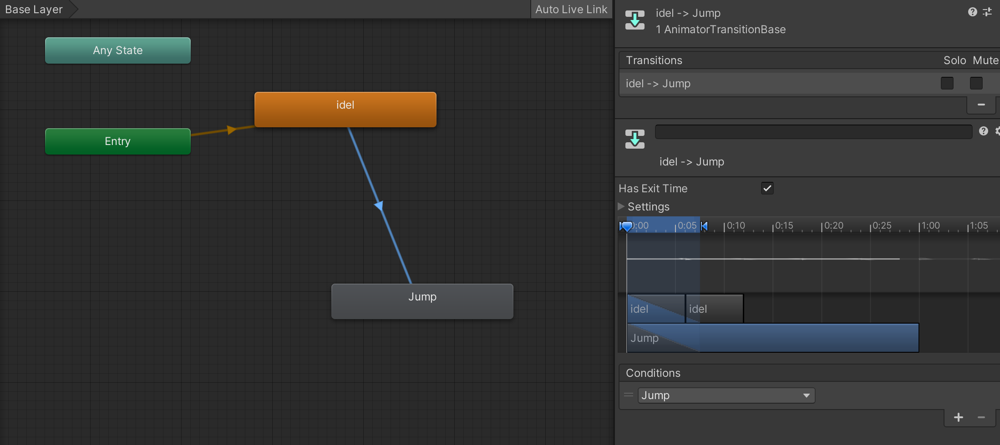 Base Layer
Auto Live Link
Any State
idel
Entry
Jump
idel -> Jump
1 AnimatorTransitionBase
Transitions Solo Mute
idel -> Jump
idel -> Jump
Has Exit Time
Settings
0:00 0:05 0:10 0:15 0:20 0:25 1:00 1:05
idel idel
Jump
Conditions
Jump